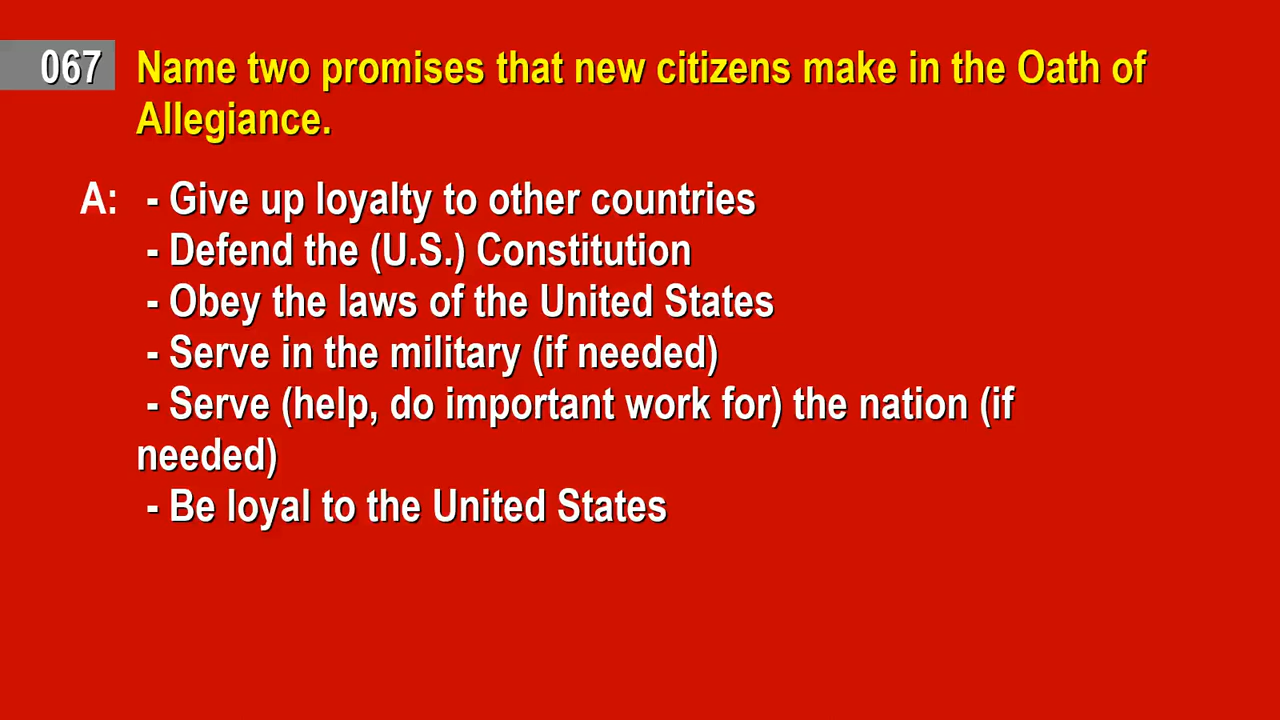 067 Name two promises that new citizens make in the Oath of
Allegiance.
A: - Give up loyalty to other countries
- Defend the (U.S.) Constitution
- Obey the laws of the United States
- Serve in the military (if needed)
- Serve (help, do important work for) the nation (if
needed)
- Be loyal to the United States